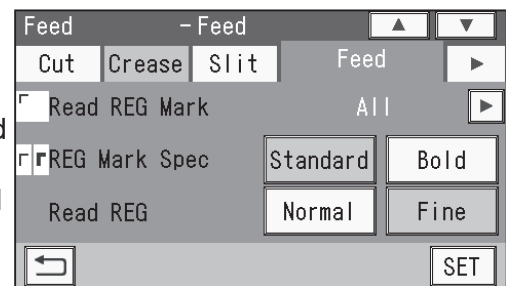 Feed - Feed ▲ ▼
Cut Crease Slit Feed ►
Read REG Mark All ►
REG Mark Spec Standard Bold
Read REG Normal Fine
SET